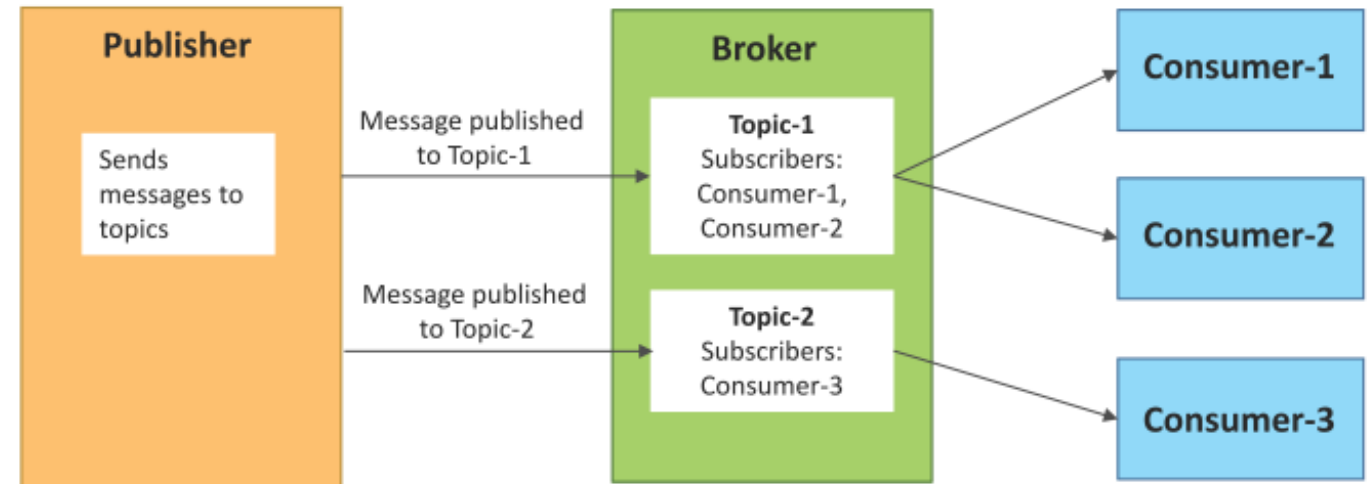 Publisher
Sends
messages to
topics
Message published
to Topic-1
Message published
to Topic-2
Broker
Topic-1
Subscribers:
Consumer-1,
Consumer-2
Topic-2
Subscribers:
Consumer-3
Consumer-1
Consumer-2
Consumer-3